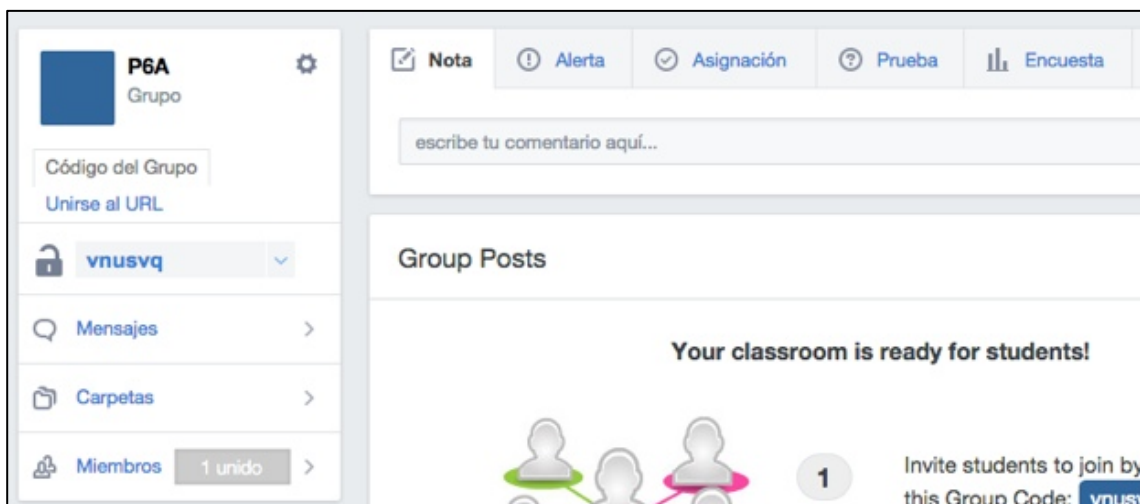 P6A
Grupo
Código del Grupo
Unirse al URL
vnusvq
Mensajes
Carpetas
Miembros 1 unido
Nota Alerta Asignación Prueba Encuesta
escribe tu comentario aquí...
Group Posts
Your classroom is ready for students!
1
Invite students to join by
this Group Code: vnusv